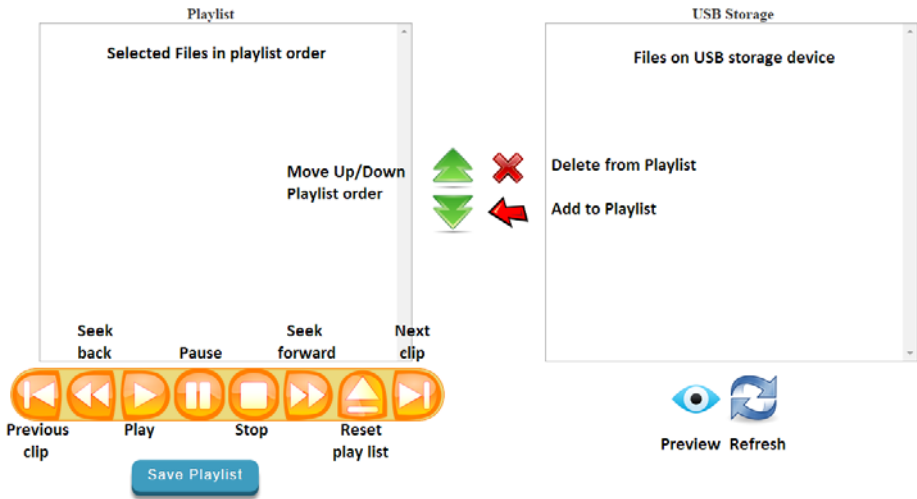 Playlist
USB Storage
Selected Files in playlist order
Files on USB storage device
Move Up/Down
Playlist order
Delete from Playlist
Add to Playlist
Seek
back
Pause
Seek
forward
Next
clip
Previous
clip
Play
Stop
Reset
play list
Preview
Refresh
Save Playlist